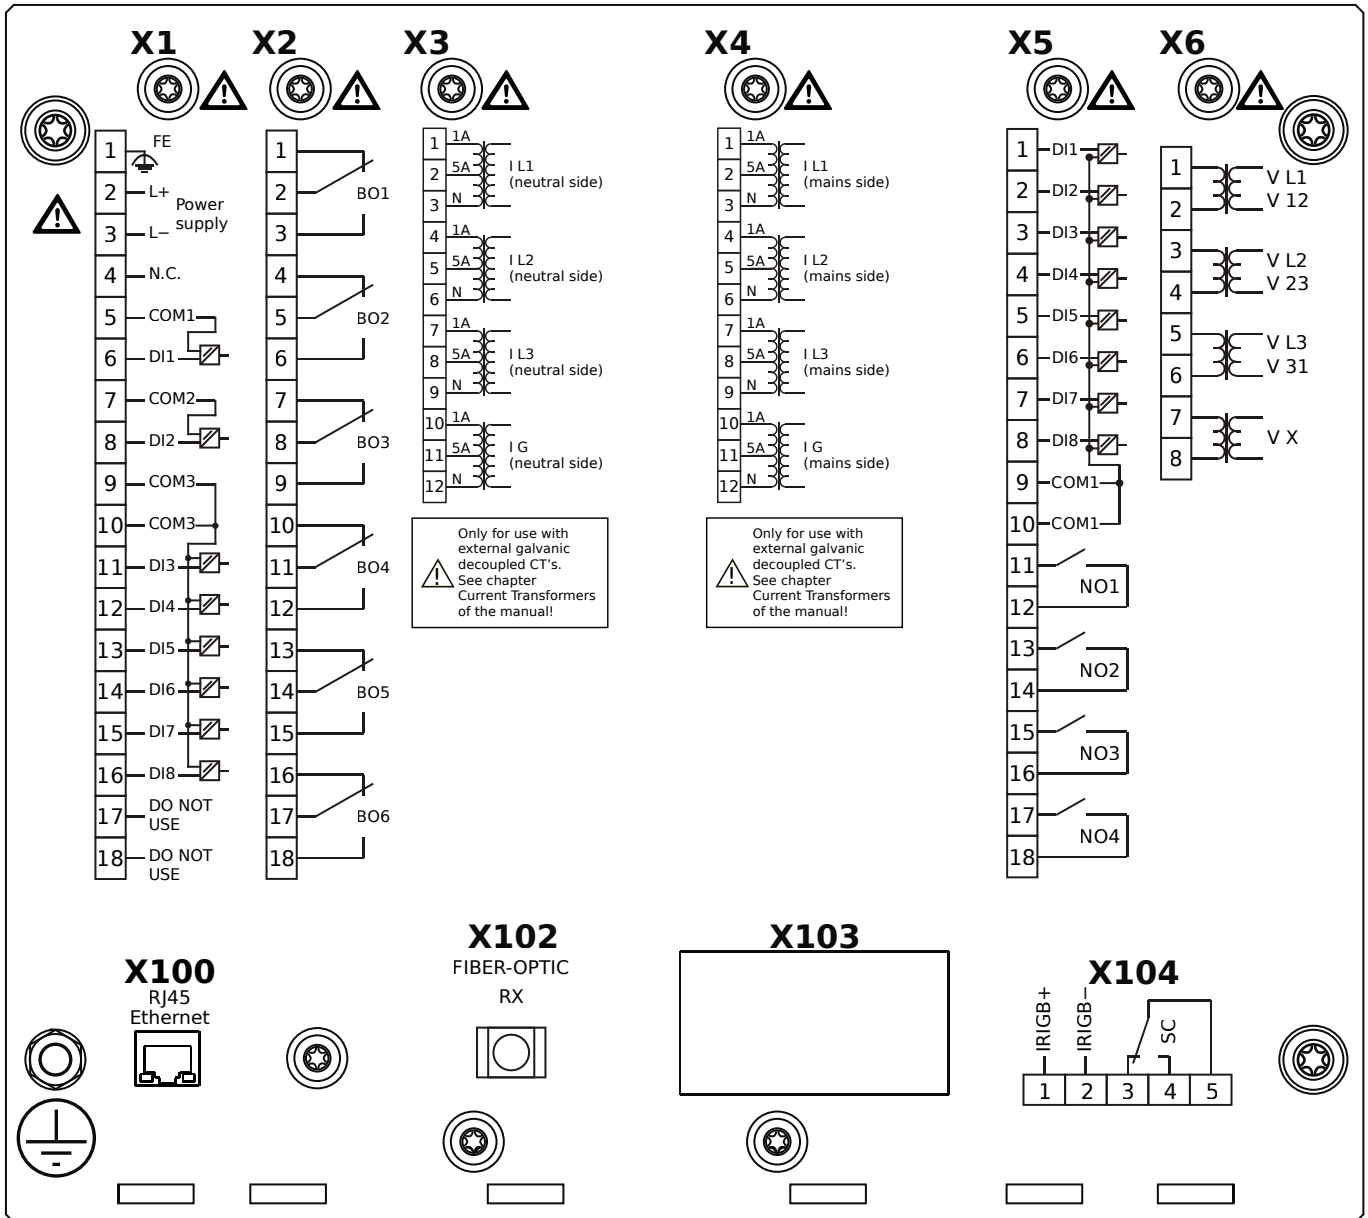 X1
X2
X3
X4
X5
X6
1
FE
2
L+
Power
supply
3
L−
4
N.C.
5
COM1
6
DI1
7
COM2
8
DI2
9
COM3
10
COM3
11
DI3
12
DI4
13
DI5
14
DI6
15
DI7
16
DI8
17
DO NOT
USE
18
DO NOT
USE
1
2
BO1
3
4
5
BO2
6
7
8
BO3
9
10
11
BO4
12
13
14
BO5
15
16
17
BO6
18
1
1A
2
5A
3
N
I L1
(neutral side)
4
1A
5
5A
6
N
I L2
(neutral side)
7
1A
8
5A
9
N
I L3
(neutral side)
10
1A
11
5A
12
N
I G
(neutral side)
Only for use with
external galvanic
decoupled CT's.
See chapter
Current Transformers
of the manual!
1
1A
2
5A
3
N
I L1
(mains side)
4
1A
5
5A
6
N
I L2
(mains side)
7
1A
8
5A
9
N
I L3
(mains side)
10
1A
11
5A
12
N
I G
(mains side)
Only for use with
external galvanic
decoupled CT's.
See chapter
Current Transformers
of the manual!
1
DI1
2
DI2
3
DI3
4
DI4
5
DI5
6
DI6
7
DI7
8
DI8
9
COM1
10
COM1
11
NO1
12
13
NO2
14
15
NO3
16
17
NO4
18
1
V L1
2
V 12
3
V L2
4
V 23
5
V L3
6
V 31
7
V X
8
X100
RJ45
Ethernet
X102
FIBER-OPTIC
RX
X103
X104
IRIGB+
IRIGB−
SC
1
2
3
4
5